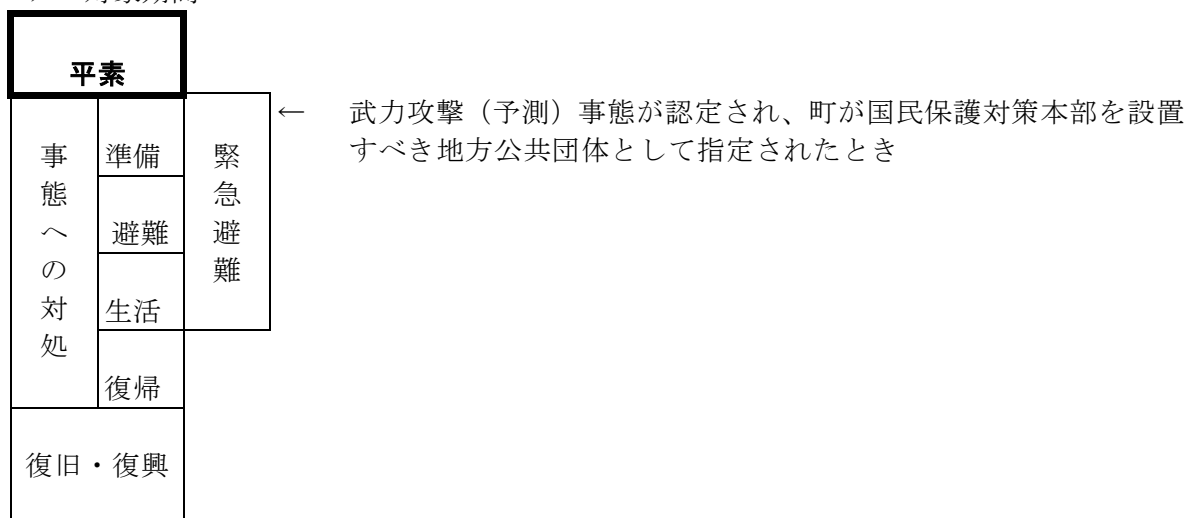 平素
← 武力攻撃（予測）事態が認定され、町が国民保護対策本部を設置
すべき地方公共団体として指定されたとき
事態への対処
準備
避難
生活
復帰
緊急避難
復旧・復興